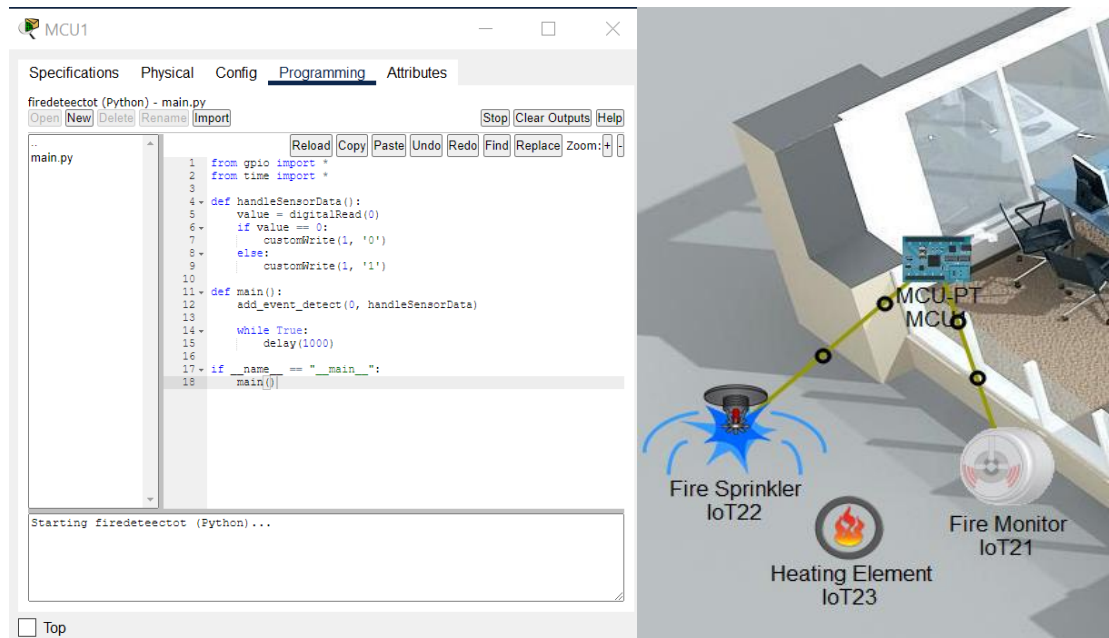 MCU1
Specifications Physical Config Programming Attributes
firedeteectot (Python) - main.py
Open New Delete Rename Import Stop Clear Outputs Help
..
main.py
Reload Copy Paste Undo Redo Find Replace Zoom: + -
1 from gpio import *
2 from time import *
3
4 def handleSensorData():
5     value = digitalRead(0)
6     if value == 0:
7         customWrite(1, '0')
8     else:
9         customWrite(1, '1')
10
11 def main():
12     add_event_detect(0, handleSensorData)
13
14     while True:
15         delay(1000)
16
17 if __name__ == "__main__":
18     main()
Starting firedeteectot (Python)...
Top
MCU-PT
MCU1
Fire Sprinkler
IoT22
Fire Monitor
IoT21
Heating Element
IoT23